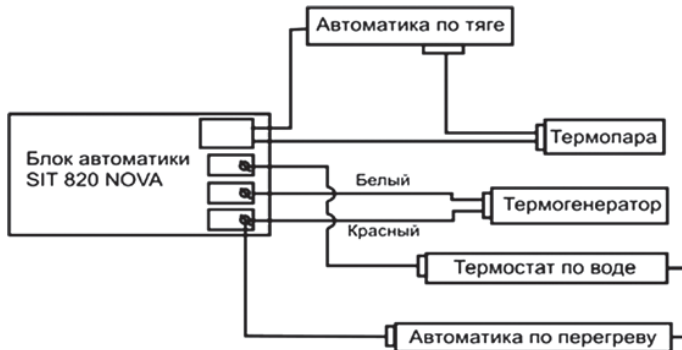 Автоматика по тяге
Термопара
Блок автоматики
SIT 820 NOVA
Белый
Термогенератор
Красный
Термостат по воде
Автоматика по перегреву